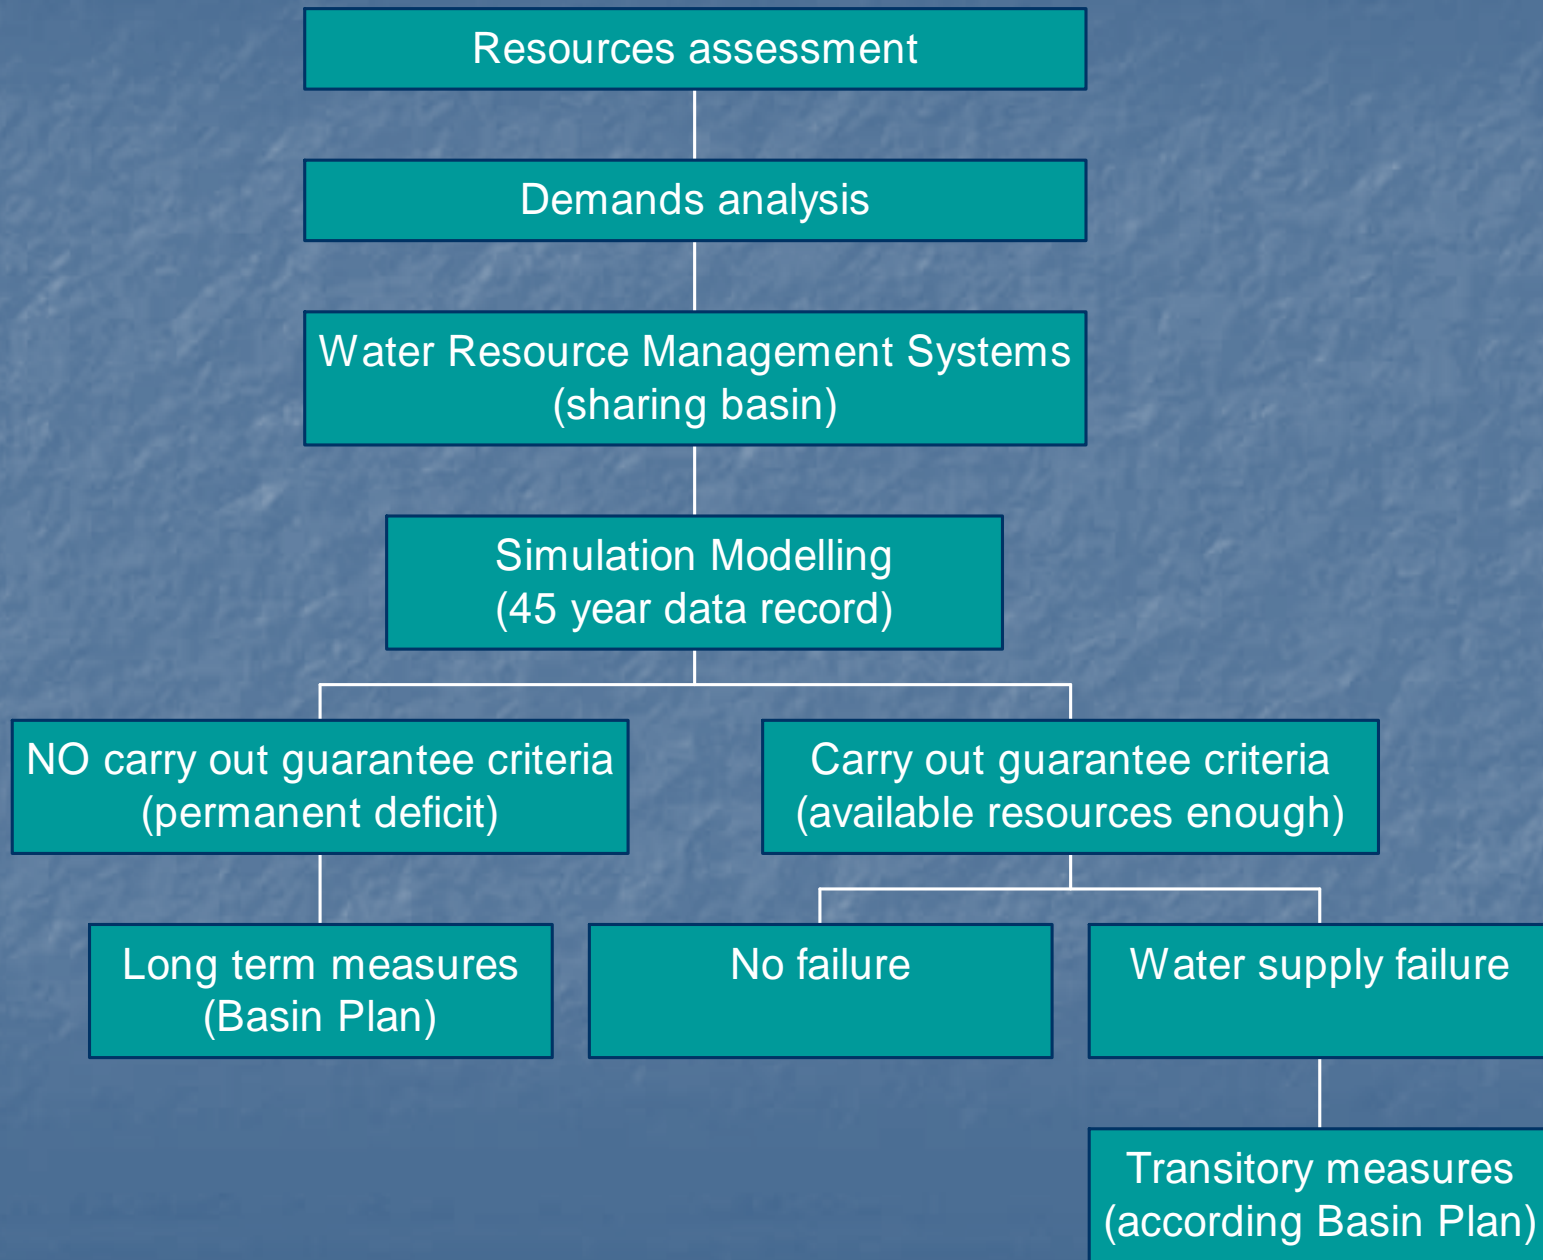 Resources assessment
Demands analysis
Water Resource Management Systems
(sharing basin)
Simulation Modelling
(45 year data record)
NO carry out guarantee criteria
(permanent deficit)
Carry out guarantee criteria
(available resources enough)
Long term measures
(Basin Plan)
No failure
Water supply failure
Transitory measures
(according Basin Plan)